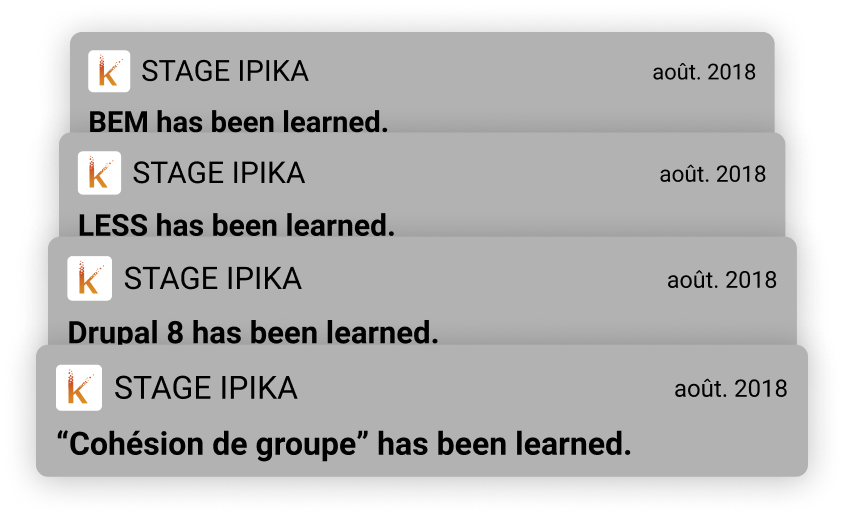 k STAGE IPIKA août. 2018
BEM has been learned.
k STAGE IPIKA août. 2018
LESS has been learned.
k STAGE IPIKA août. 2018
Drupal 8 has been learned.
k STAGE IPIKA août. 2018
“Cohésion de groupe” has been learned.